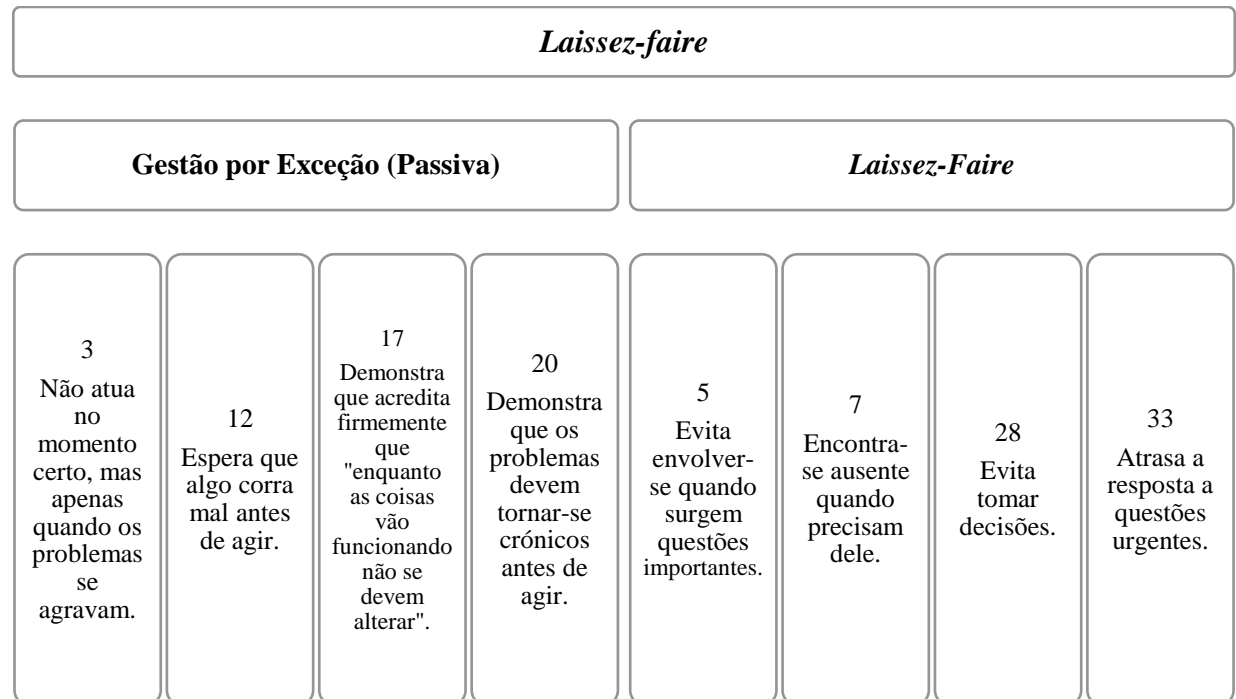 Laissez-faire
Gestão por Exceção (Passiva)
Laissez-Faire
3
Não atua
no
momento
certo, mas
apenas
quando os
problemas
se
agravam.
12
Espera que
algo corra
mal antes
de agir.
17
Demonstra
que acredita
firmemente
que
"enquanto
as coisas
vão
funcionando
não se
devem
alterar".
20
Demonstra
que os
problemas
devem
tornar-se
crónicos
antes de
agir.
5
Evita
envolver-
se quando
surgem
questões
importantes.
7
Encontra-
se ausente
quando
precisam
dele.
28
Evita
tomar
decisões.
33
Atrasa a
resposta a
questões
urgentes.